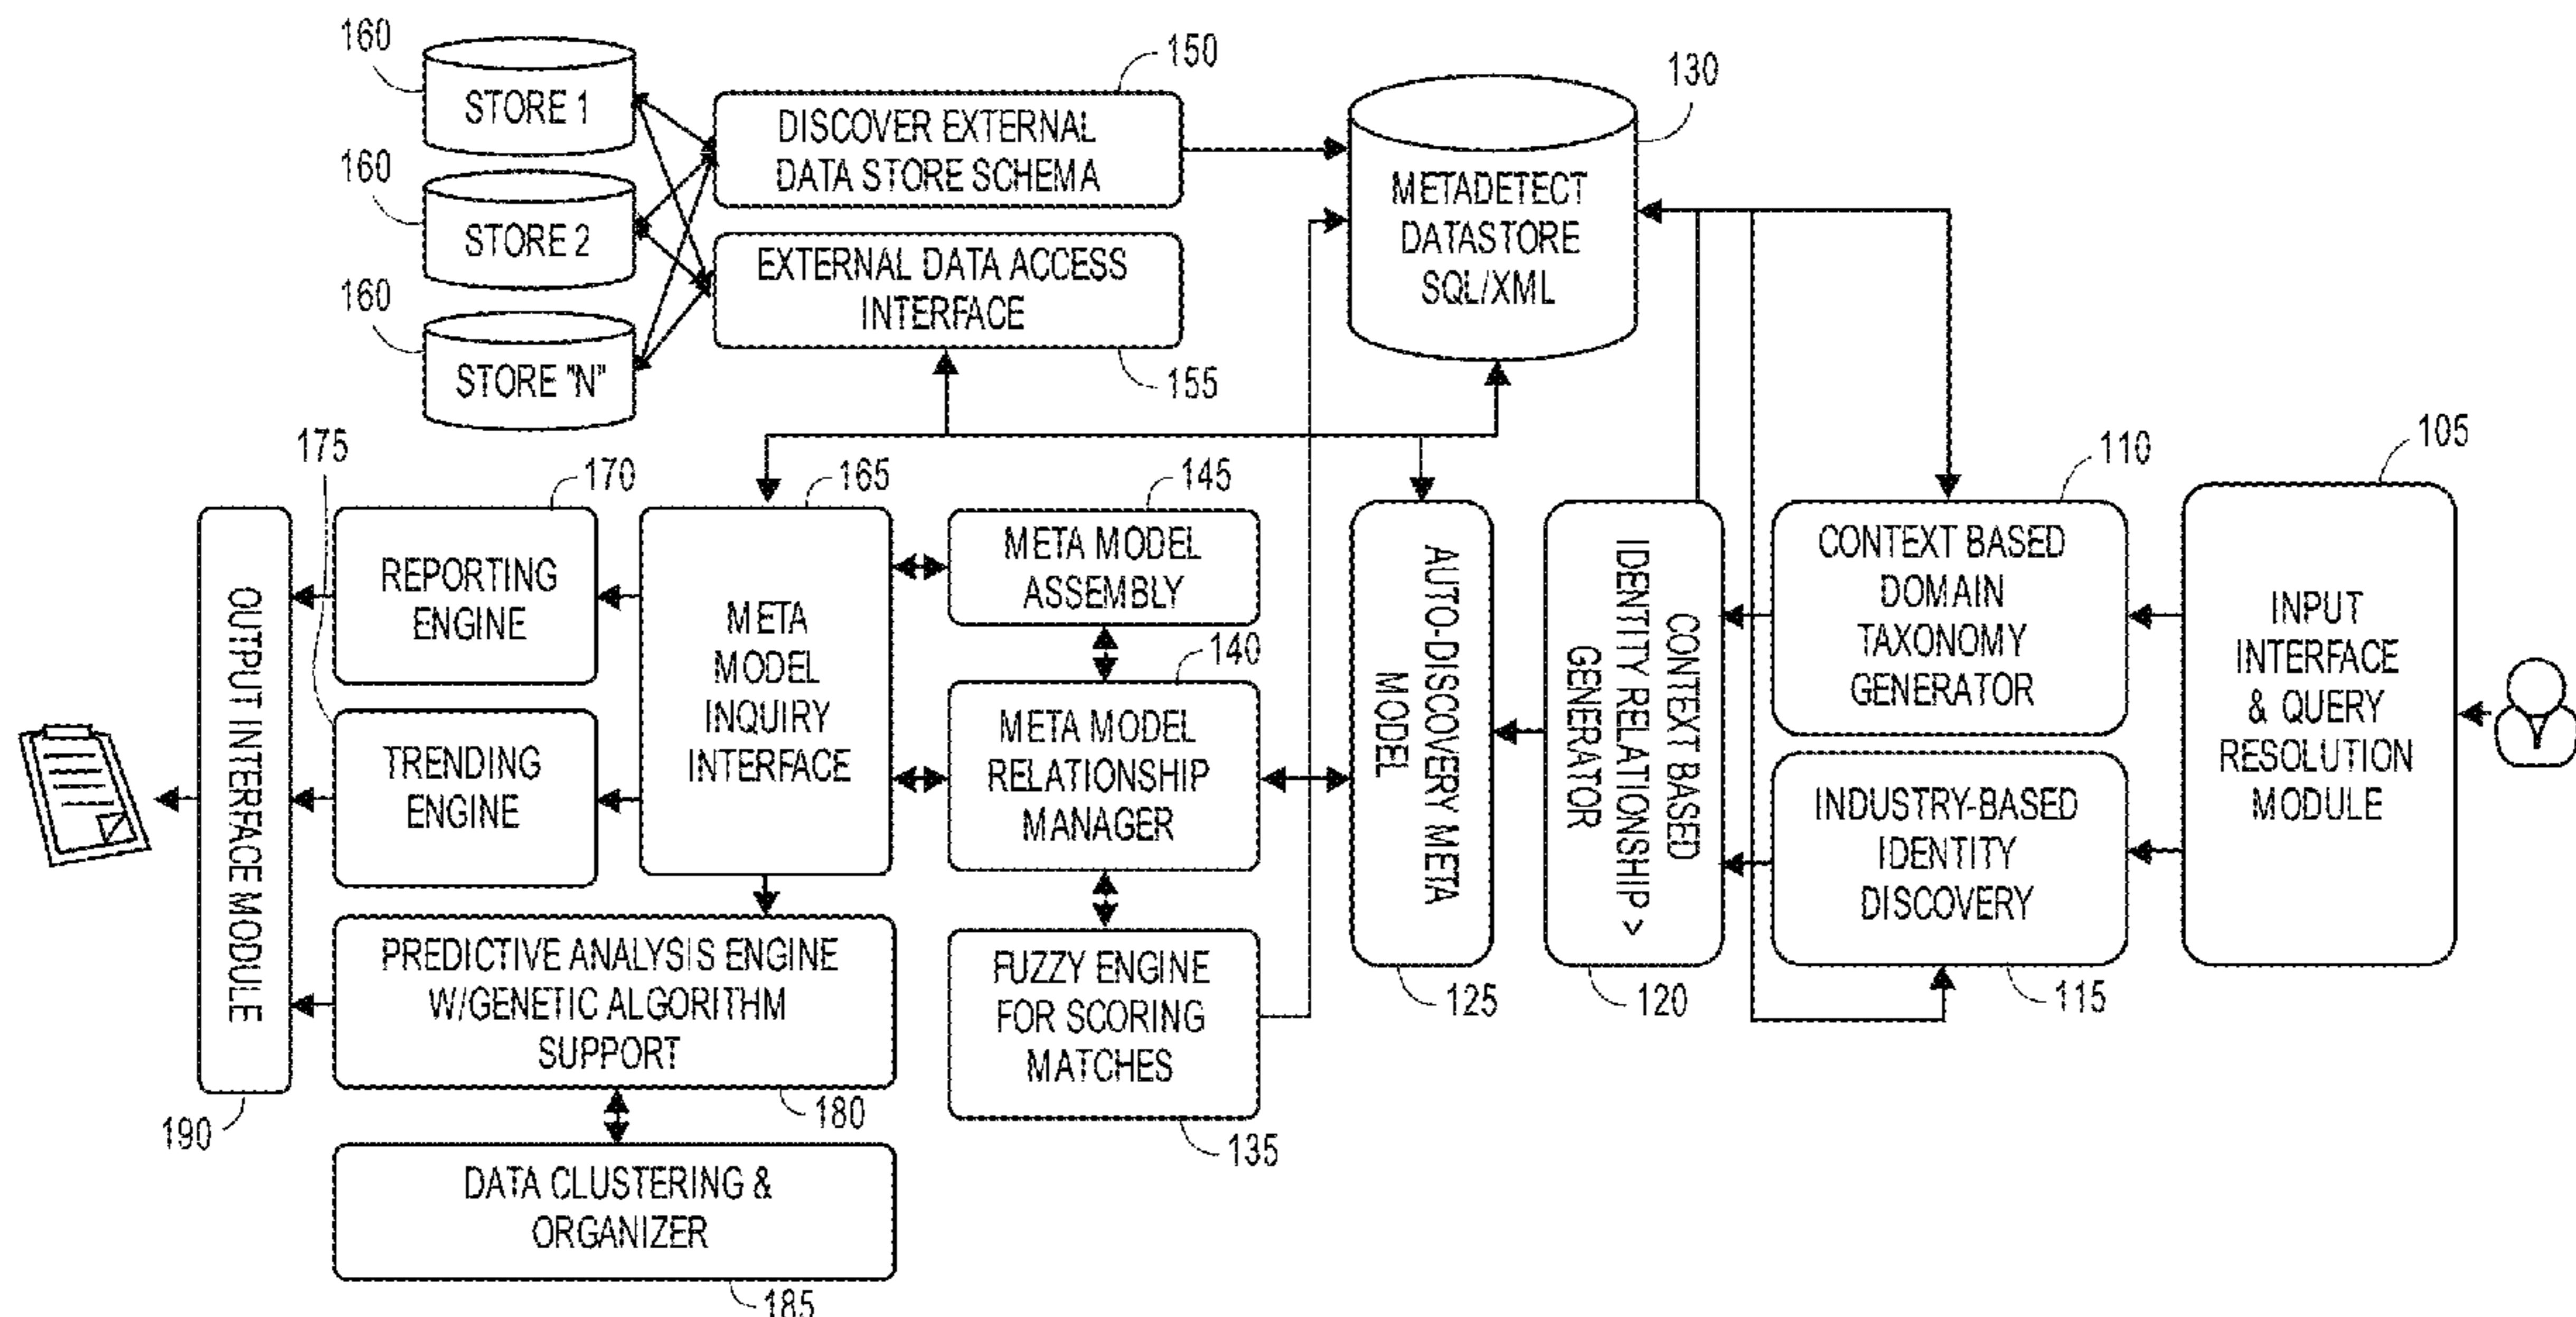 160
STORE 1
160
STORE 2
160
STORE "N"
150
DISCOVER EXTERNAL
DATA STORE SCHEMA
EXTERNAL DATA ACCESS
INTERFACE
155
130
METADETECT
DATASTORE
SQL/XML
175
170
REPORTING
ENGINE
TRENDING
ENGINE
165
META
MODEL
INQUIRY
INTERFACE
145
META MODEL
ASSEMBLY
140
META MODEL
RELATIONSHIP
MANAGER
FUZZY ENGINE
FOR SCORING
MATCHES
135
AUTO-DISCOVERY META
MODEL
125
CONTEXT BASED
IDENTITY RELATIONSHIP >
GENERATOR
120
110
CONTEXT BASED
DOMAIN
TAXONOMY
GENERATOR
INDUSTRY-BASED
IDENTITY
DISCOVERY
115
105
INPUT
INTERFACE
& QUERY
RESOLUTION
MODULE
OUTPUT INTERFACE MODULE
190
PREDICTIVE ANALYSIS ENGINE
W/GENETIC ALGORITHM
SUPPORT
180
DATA CLUSTERING &
ORGANIZER
185